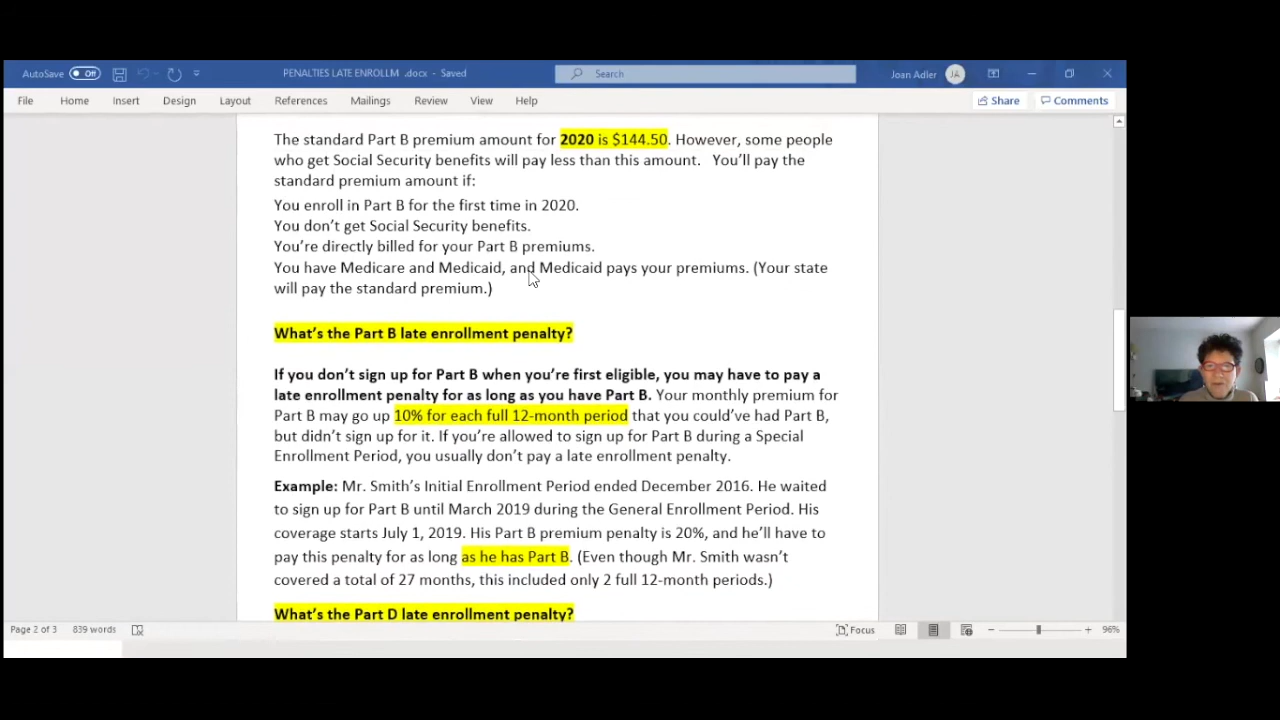 AutoSave Off PENALTIES LATE ENROLLM .docx - Saved Search Joan Adler JA
File Home Insert Design Layout References Mailings Review View Help Share Comments
The standard Part B premium amount for 2020 is $144.50. However, some people
who get Social Security benefits will pay less than this amount. You’ll pay the
standard premium amount if:
You enroll in Part B for the first time in 2020.
You don’t get Social Security benefits.
You’re directly billed for your Part B premiums.
You have Medicare and Medicaid, and Medicaid pays your premiums. (Your state
will pay the standard premium.)
What’s the Part B late enrollment penalty?
If you don’t sign up for Part B when you’re first eligible, you may have to pay a
late enrollment penalty for as long as you have Part B. Your monthly premium for
Part B may go up 10% for each full 12-month period that you could’ve had Part B,
but didn’t sign up for it. If you’re allowed to sign up for Part B during a Special
Enrollment Period, you usually don’t pay a late enrollment penalty.
Example: Mr. Smith’s Initial Enrollment Period ended December 2016. He waited
to sign up for Part B until March 2019 during the General Enrollment Period. His
coverage starts July 1, 2019. His Part B premium penalty is 20%, and he’ll have to
pay this penalty for as long as he has Part B. (Even though Mr. Smith wasn’t
covered a total of 27 months, this included only 2 full 12-month periods.)
What’s the Part D late enrollment penalty?
Page 2 of 3 839 words Focus 96%